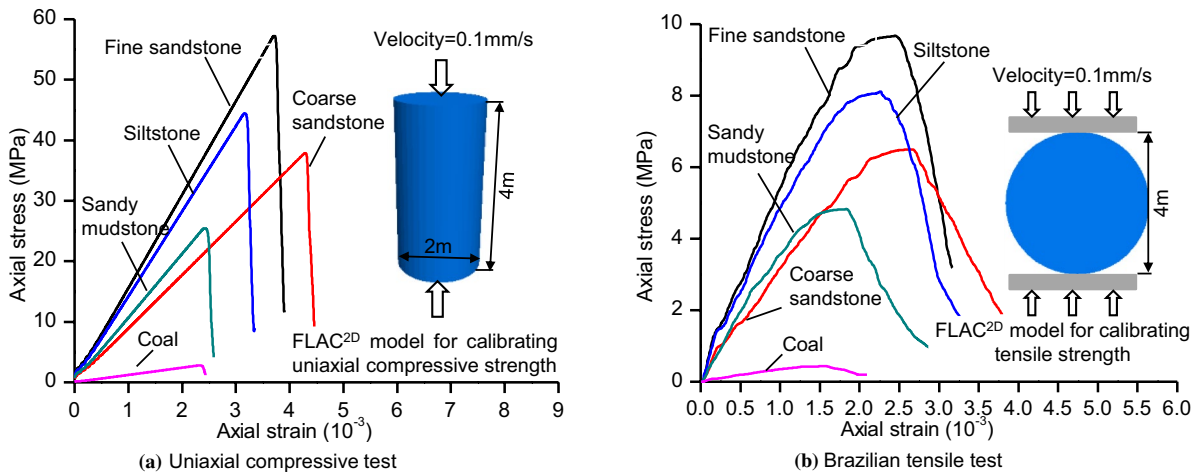 60
50
40
30
20
10
0
Axial stress (MPa)
Fine sandstone
Siltstone
Sandy
mudstone
Coal
Coarse
sandstone
Velocity=0.1mm/s
4m
2m
FLAC2D model for calibrating
uniaxial compressive strength
0 1 2 3 4 5 6 7 8 9
Axial strain (10-3)
(a) Uniaxial compressive test
10
8
6
4
2
0
Axial stress (MPa)
Fine sandstone
Siltstone
Sandy
mudstone
Coarse
sandstone
Coal
Velocity=0.1mm/s
4m
FLAC2D model for calibrating
tensile strength
0.0 0.5 1.0 1.5 2.0 2.5 3.0 3.5 4.0 4.5 5.0 5.5 6.0
Axial strain (10-3)
(b) Brazilian tensile test